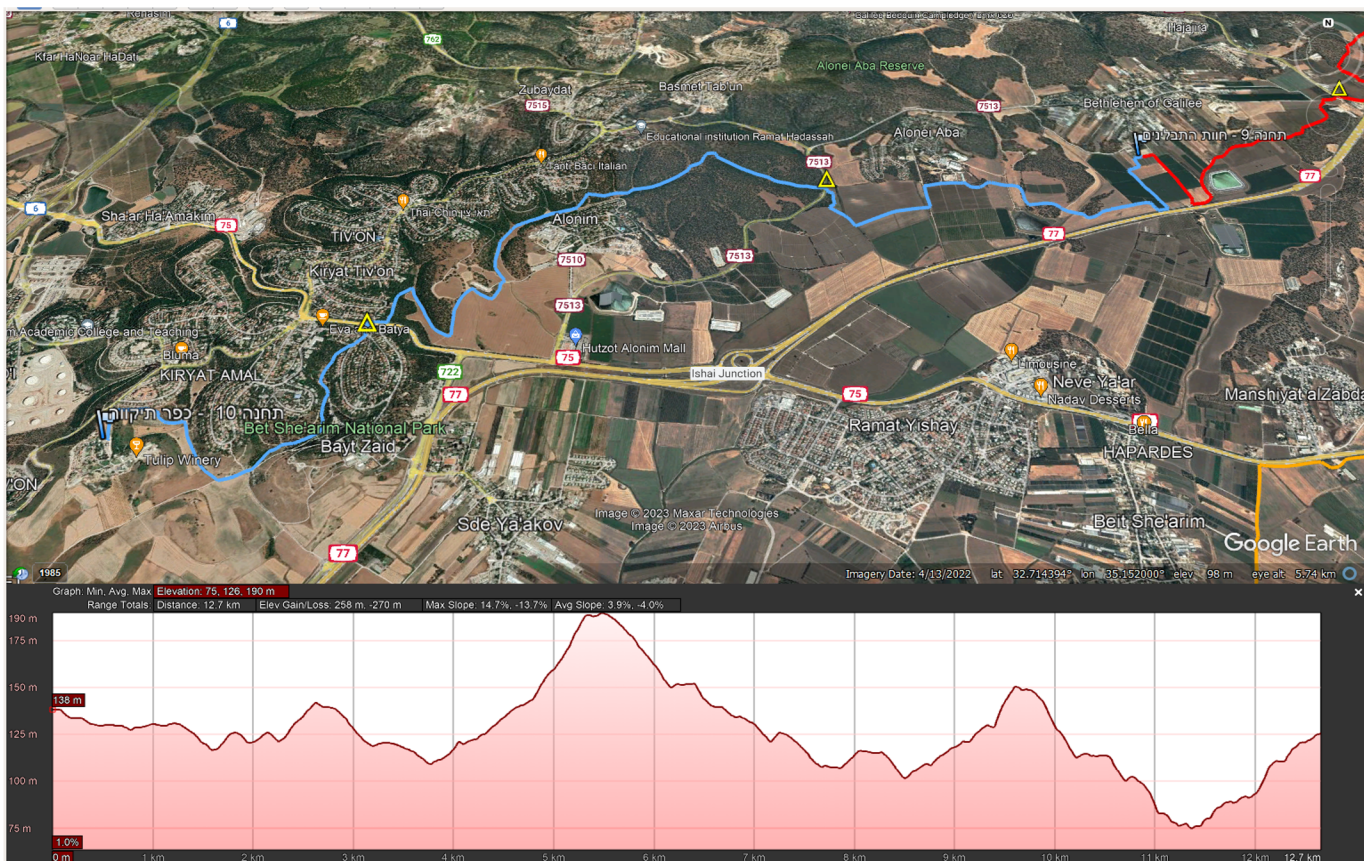 Kfar HaNoar HaDati
6
762
Hajajra
Alonei Aba Reserve
Basmet Tab'un
Zubaydat
7515
7513
Bethlehem of Galilee
Educational institution Ramat Hadassah
Alonei Aba
תחנה 9 - חוות התבלינים
7513
77
6
Sha'ar Ha'Amakim
75
TIV'ON
Alonim
77
Kiryat Tiv'on
7510
7513
7513
Batya
Academic College and Teaching
Bluma
KIRYAT AMAL
722
75
Hutzot Alonim Mall
Ishai Junction
Limousine
Neve Ya'ar
Nadav Desserts
75
77
Manshiyat alZabda
תחנה 10 - כפר תיקווה
Bet She'arim National Park
Bayt Zaid
Ramat Yishay
Bella
HAPARDES
Tulip Winery
Sde Ya'akov
Image © 2023 Maxar Technologies
Image © 2023 Airbus
Beit She'arim
77
Google Earth
1985
Imagery Date: 4/13/2022 lat 32.714394° lon 35.152000° elev 98 m eye alt 5.74 km
Graph: Min, Avg, Max Elevation: 75, 126, 190 m
Range Totals: Distance: 12.7 km Elev Gain/Loss: 258 m, -270 m Max Slope: 14.7%, -13.7% Avg Slope: 3.9%, -4.0%
190 m
175 m
150 m
138 m
125 m
100 m
75 m
1.0%
0 m 1 km 2 km 3 km 4 km 5 km 6 km 7 km 8 km 9 km 10 km 11 km 12 km 12.7 km